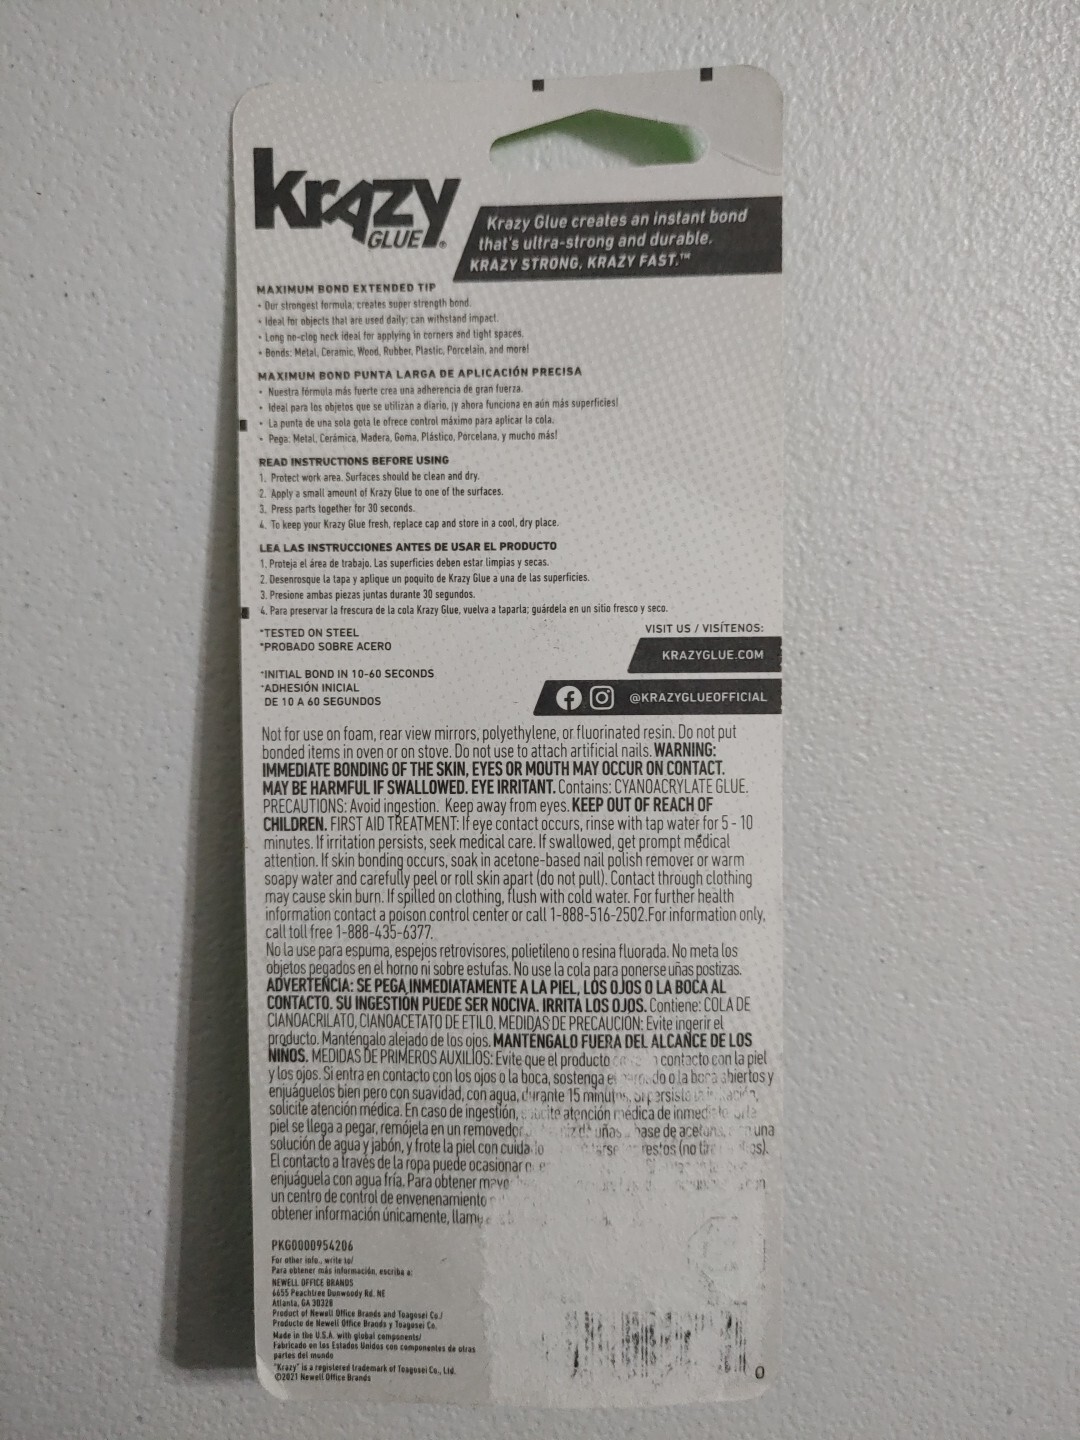 Krazy
GLUE®
Krazy Glue creates an instant bond
that's ultra-strong and durable.
KRAZY STRONG, KRAZY FAST.™
MAXIMUM BOND EXTENDED TIP
• Our strongest formula; creates super strength bond.
• Ideal for objects that are used daily; can withstand impact.
• Long no-clog neck ideal for applying in corners and tight spaces.
• Bonds: Metal, Ceramic, Wood, Rubber, Plastic, Porcelain, and more!
MAXIMUM BOND PUNTA LARGA DE APLICACIÓN PRECISA
• Nuestra fórmula más fuerte crea una adherencia de gran fuerza.
• Ideal para los objetos que se utilizan a diario, ¡y ahora funciona en aún más superficies!
• La punta de una sola gota le ofrece control máximo para aplicar la cola.
• Pega: Metal, Cerámica, Madera, Goma, Plástico, Porcelana, y mucho más!
READ INSTRUCTIONS BEFORE USING
1. Protect work area. Surfaces should be clean and dry.
2. Apply a small amount of Krazy Glue to one of the surfaces.
3. Press parts together for 30 seconds.
4. To keep your Krazy Glue fresh, replace cap and store in a cool, dry place.
LEA LAS INSTRUCCIONES ANTES DE USAR EL PRODUCTO
1. Proteja el área de trabajo. Las superficies deben estar limpias y secas.
2. Desenrosque la tapa y aplique un poquito de Krazy Glue a una de las superficies.
3. Presione ambas piezas juntas durante 30 segundos.
4. Para preservar la frescura de la cola Krazy Glue, vuelva a taparla; guárdela en un sitio fresco y seco.
*TESTED ON STEEL
*PROBADO SOBRE ACERO
*INITIAL BOND IN 10-60 SECONDS
*ADHESIÓN INICIAL
DE 10 A 60 SEGUNDOS
VISIT US / VISÍTENOS:
KRAZYGLUE.COM
@KRAZYGLUEOFFICIAL
Not for use on foam, rear view mirrors, polyethylene, or fluorinated resin. Do not put
bonded items in oven or on stove. Do not use to attach artificial nails. WARNING:
IMMEDIATE BONDING OF THE SKIN, EYES OR MOUTH MAY OCCUR ON CONTACT.
MAY BE HARMFUL IF SWALLOWED. EYE IRRITANT. Contains: CYANOACRYLATE GLUE.
PRECAUTIONS: Avoid ingestion. Keep away from eyes. KEEP OUT OF REACH OF
CHILDREN. FIRST AID TREATMENT: If eye contact occurs, rinse with tap water for 5 - 10
minutes. If irritation persists, seek medical care. If swallowed, get prompt medical
attention. If skin bonding occurs, soak in acetone-based nail polish remover or warm
soapy water and carefully peel or roll skin apart (do not pull). Contact through clothing
may cause skin burn. If spilled on clothing, flush with cold water. For further health
information contact a poison control center or call 1-888-516-2502.For information only,
call toll free 1-888-435-6377.
No la use para espuma, espejos retrovisores, polietileno o resina fluorada. No meta los
objetos pegados en el horno ni sobre estufas. No use la cola para ponerse uñas postizas.
ADVERTENCIA: SE PEGA INMEDIATAMENTE A LA PIEL, LOS OJOS O LA BOCA AL
CONTACTO. SU INGESTIÓN PUEDE SER NOCIVA. IRRITA LOS OJOS. Contiene: COLA DE
CIANOACRILATO, CIANOACETATO DE ETILO. MEDIDAS DE PRECAUCIÓN: Evite ingerir el
producto. Manténgalo alejado de los ojos. MANTÉNGALO FUERA DEL ALCANCE DE LOS
NIÑOS. MEDIDAS DE PRIMEROS AUXILIOS: Evite que el producto contacto con la piel
y los ojos. Si entra en contacto con los ojos o la boca, sostenga o la boca abiertos y
enjuáguelos bien pero con suavidad, con agua, durante 15 minutos.
solicite atención médica. En caso de ingestión, atención médica de
piel se llega a pegar, remójela en un removedor uñas base de una
solución de agua y jabón, y frote la piel con restos (no
El contacto a través de la ropa puede ocasionar
enjuáguela con agua fría. Para obtener
un centro de control de envenenamiento
obtener información únicamente,
PKG0000954206
For other info., write to/
Para obtener más información, escriba a:
NEWELL OFFICE BRANDS
6655 Peachtree Dunwoody Rd. NE
Atlanta, GA 30328
Product of Newell Office Brands and Toagosei Co./
Producto de Newell Office Brands y Toagosei Co.
Made in the U.S.A. with global components/
Fabricado en los Estados Unidos con componentes de otras
partes del mundo
"Krazy" is a registered trademark of Toagosei Co., Ltd.
©2021 Newell Office Brands
0